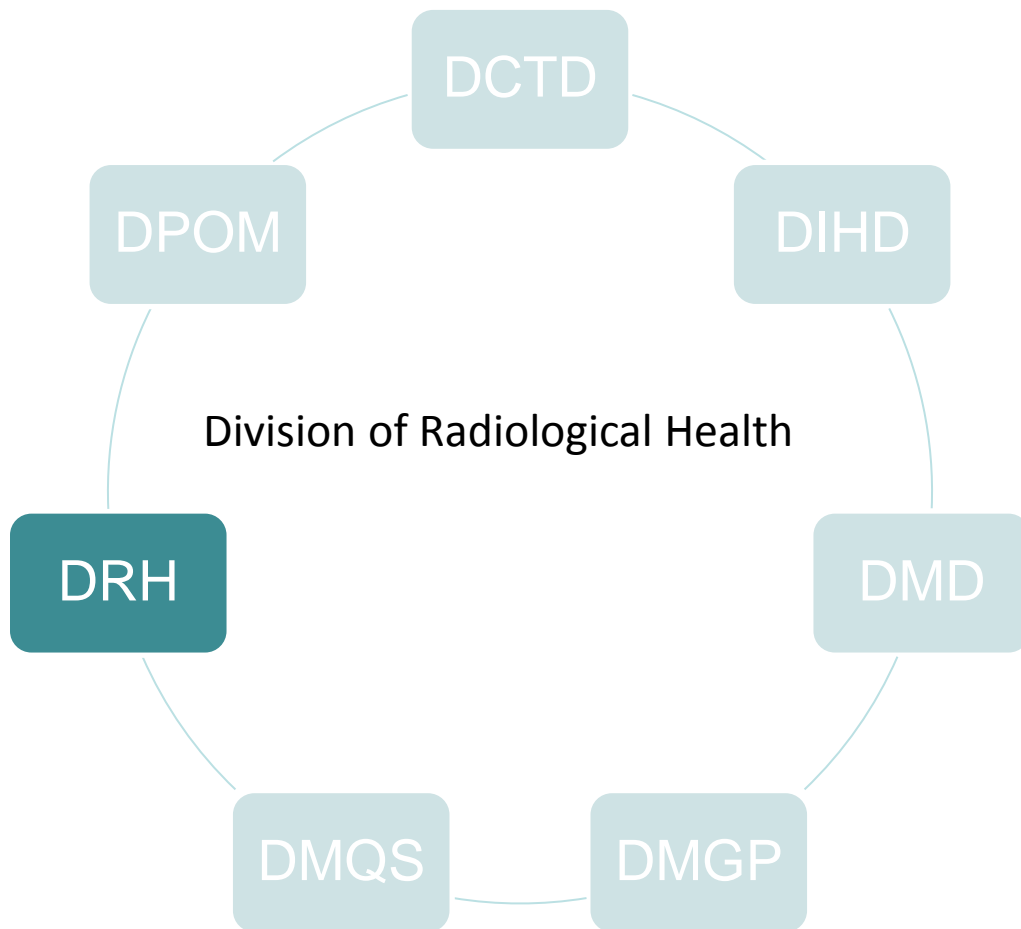 DCTD
DPOM
DIHD
Division of Radiological Health
DRH
DMD
DMQS
DMGP